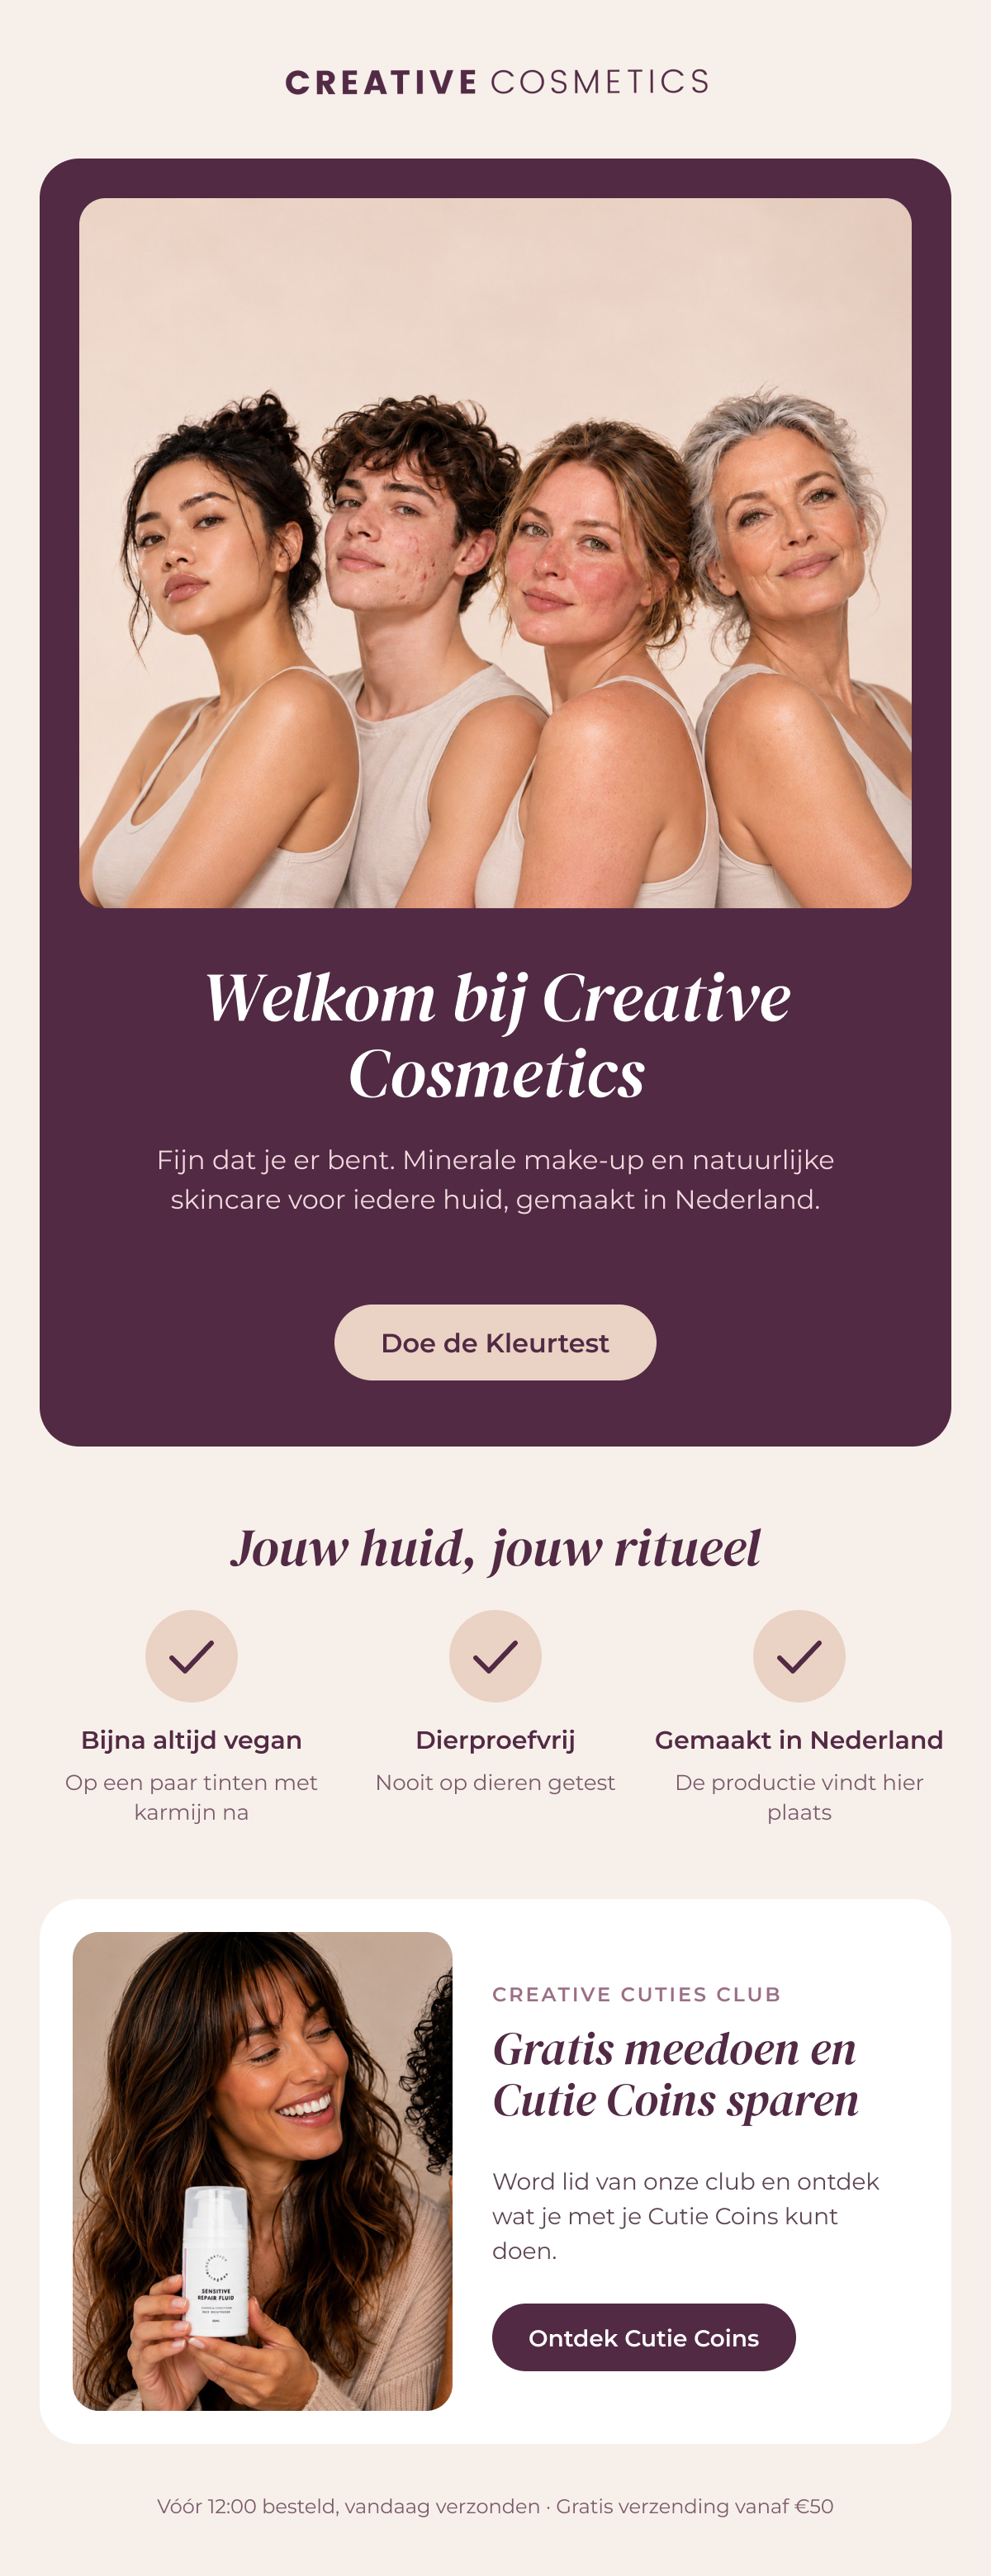 CREATIVE COSMETICS
Welkom bij Creative
Cosmetics
Fijn dat je er bent. Minerale make-up en natuurlijke
skincare voor iedere huid, gemaakt in Nederland.
Doe de Kleurtest
Jouw huid, jouw ritueel
Bijna altijd vegan
Op een paar tinten met
karmijn na
Dierproefvrij
Nooit op dieren getest
Gemaakt in Nederland
De productie vindt hier
plaats
SENSITIVE
REPAIR FLUID
CREATIVE CUTIES CLUB
Gratis meedoen en
Cutie Coins sparen
Word lid van onze club en ontdek
wat je met je Cutie Coins kunt
doen.
Ontdek Cutie Coins
Vóór 12:00 besteld, vandaag verzonden · Gratis verzending vanaf €50